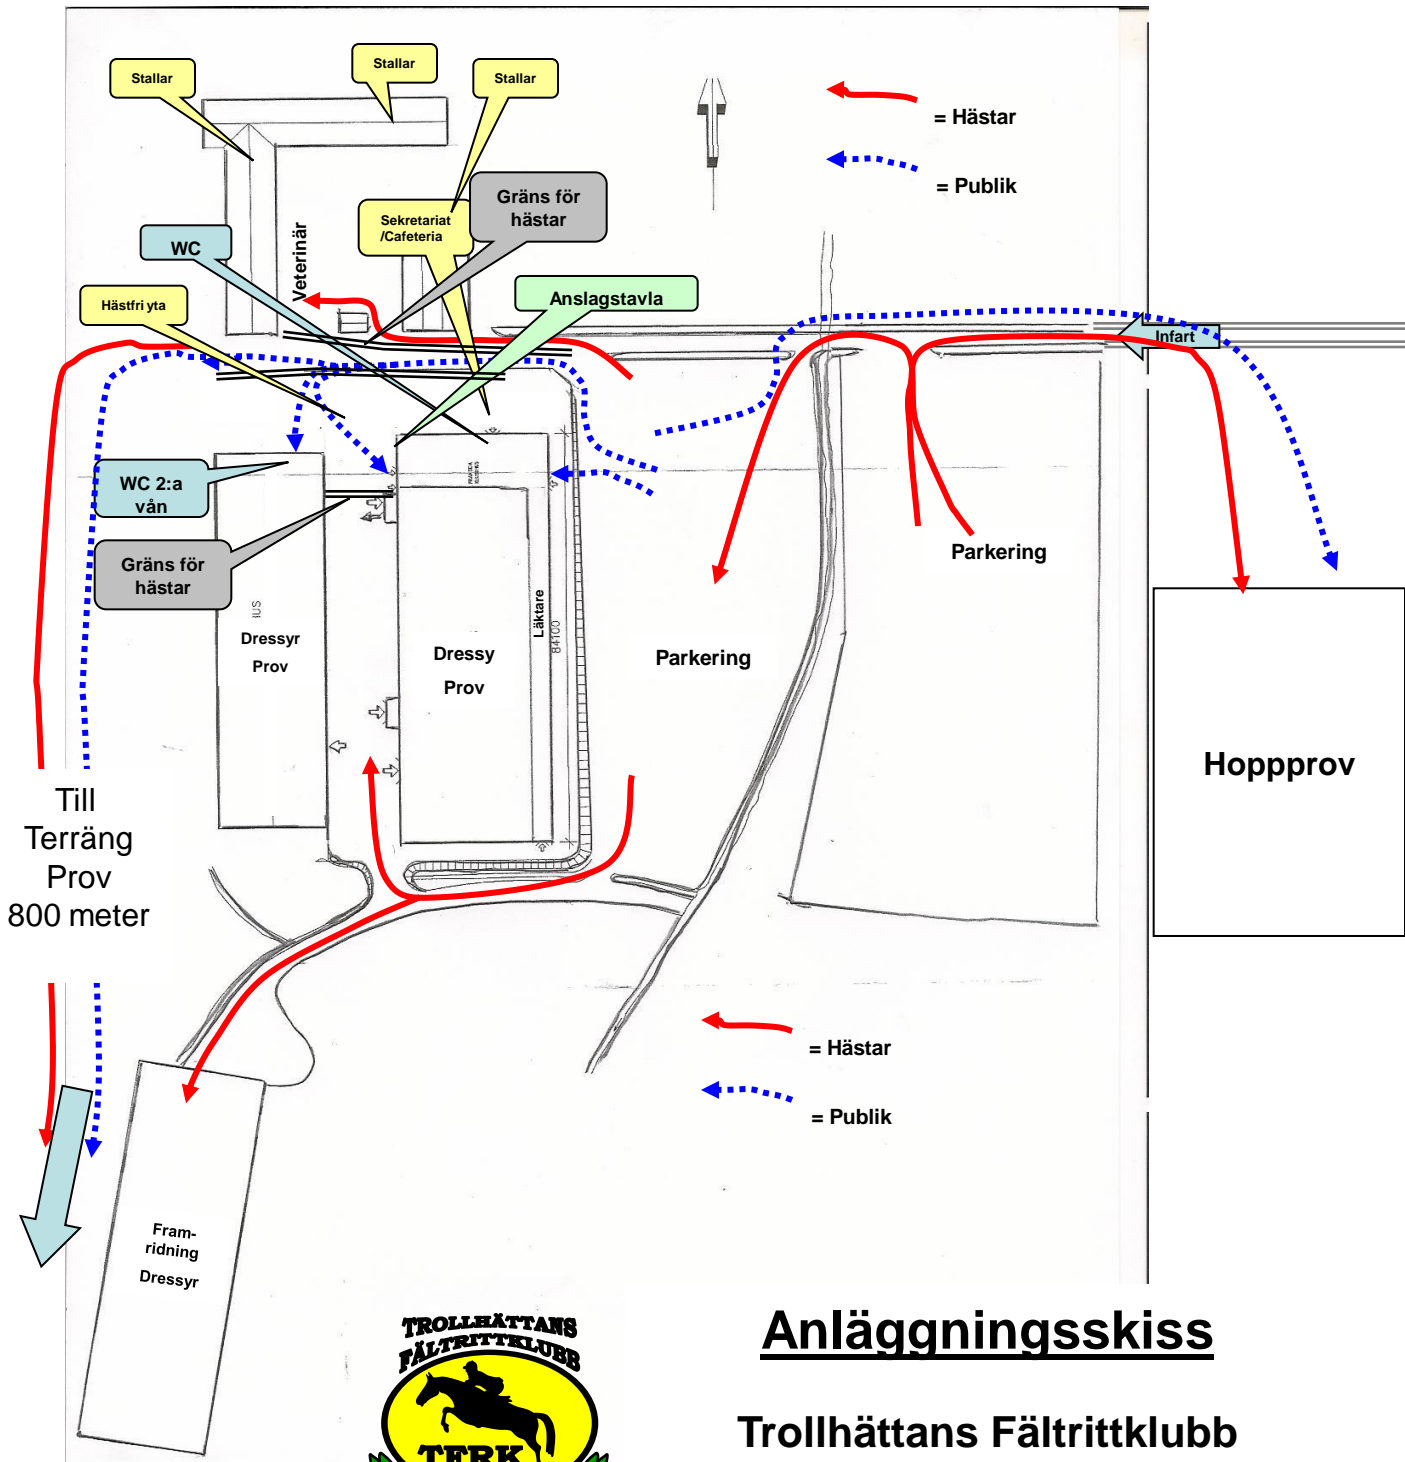 Stallar
Stallar
Stallar
= Hästar
= Publik
Gräns för
hästar
Sekretariat
/Cafeteria
WC
Veterinär
Hästfri yta
Anslagstavla
Infart
WC 2:a
vån
Gräns för
hästar
Parkering
Dressyr
Prov
Läktare
84100
Dressy
Prov
Parkering
Hoppprov
Till
Terräng
Prov
800 meter
= Hästar
= Publik
Fram-
ridning
Dressyr
TROLLHÄTTANS
FÄLTRITTKLUBB
TFRK
Anläggningsskiss
Trollhättans Fältrittklubb